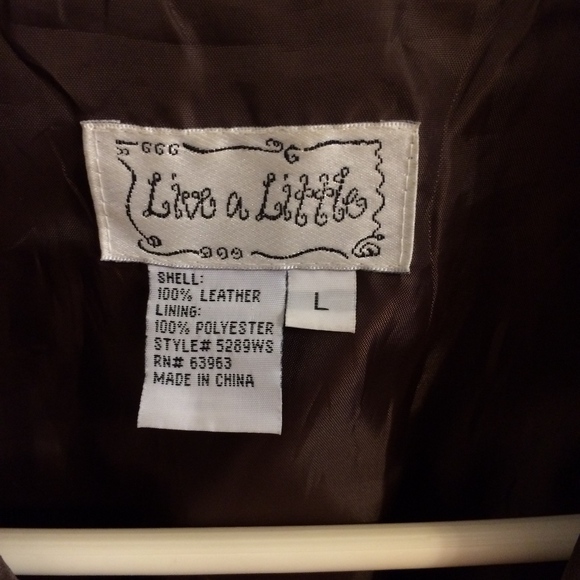 Live a Little
SHELL:
100% LEATHER
LINING:
100% POLYESTER
STYLE# 5289WS
RN# 63963
MADE IN CHINA
L